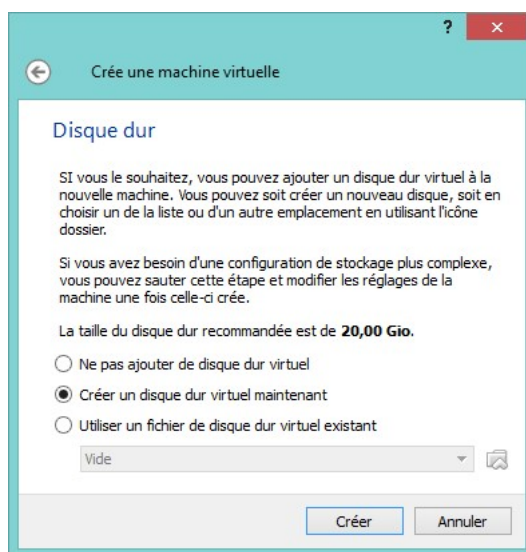 ?
Crée une machine virtuelle
Disque dur
SI vous le souhaitez, vous pouvez ajouter un disque dur virtuel à la
nouvelle machine. Vous pouvez soit créer un nouveau disque, soit en
choisir un de la liste ou d'un autre emplacement en utilisant l'icône
dossier.
Si vous avez besoin d'une configuration de stockage plus complexe,
vous pouvez sauter cette étape et modifier les réglages de la
machine une fois celle-ci crée.
La taille du disque dur recommandée est de 20,00 Gio.
Ne pas ajouter de disque dur virtuel
Créer un disque dur virtuel maintenant
Utiliser un fichier de disque dur virtuel existant
Vide
Créer Annuler